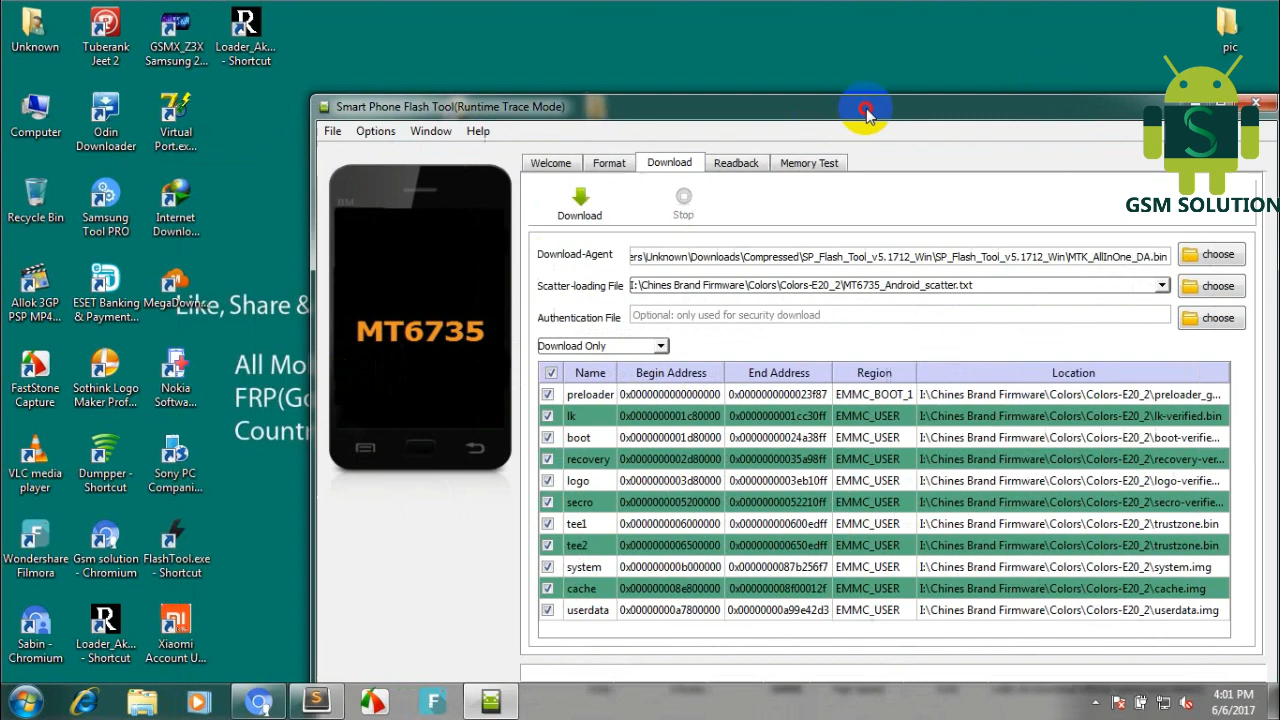 Unknown
Tuberank
Jeet 2
GSMX_Z3X
Samsung 2...
Loader_Ak...
- Shortcut
pic
Computer
Odin
Downloader
Virtual
Port.ex...
Recycle Bin
Samsung
Tool PRO
Internet
Downlo...
Allok 3GP
PSP MP4...
ESET Banking
& Payment...
MegaDown...
Like, Share &
FastStone
Capture
Sothink Logo
Maker Prof...
Nokia
Softwa...
All Mo
FRP(Go
Countr
VLC media
player
Dumpper -
Shortcut
Sony PC
Compani...
Wondershare
Filmora
Gsm solution
- Chromium
FlashTool.exe
- Shortcut
Sabin -
Chromium
Loader_Ak...
- Shortcut
Xiaomi
Account U...
Smart Phone Flash Tool(Runtime Trace Mode)
File Options Window Help
GSM SOLUTION
BM
MT6735
Welcome Format Download Readback Memory Test
Download Stop
Download-Agent ers\Unknown\Downloads\Compressed\SP_Flash_Tool_v5.1712_Win\SP_Flash_Tool_v5.1712_Win\MTK_AllInOne_DA.bin choose
Scatter-loading File I:\Chines Brand Firmware\Colors\Colors-E20_2\MT6735_Android_scatter.txt choose
Authentication File Optional: only used for security download choose
Download Only
Name Begin Address End Address Region Location
preloader 0x0000000000000000 0x0000000000023f87 EMMC_BOOT_1 I:\Chines Brand Firmware\Colors\Colors-E20_2\preloader_g...
lk 0x0000000001c80000 0x0000000001cc30ff EMMC_USER I:\Chines Brand Firmware\Colors\Colors-E20_2\lk-verified.bin
boot 0x0000000001d80000 0x00000000024a38ff EMMC_USER I:\Chines Brand Firmware\Colors\Colors-E20_2\boot-verifie...
recovery 0x0000000002d80000 0x00000000035a98ff EMMC_USER I:\Chines Brand Firmware\Colors\Colors-E20_2\recovery-ver...
logo 0x0000000003d80000 0x0000000003eb10ff EMMC_USER I:\Chines Brand Firmware\Colors\Colors-E20_2\logo-verifie...
secro 0x0000000005200000 0x00000000052210ff EMMC_USER I:\Chines Brand Firmware\Colors\Colors-E20_2\secro-verifie...
tee1 0x0000000006000000 0x000000000600edff EMMC_USER I:\Chines Brand Firmware\Colors\Colors-E20_2\trustzone.bin
tee2 0x0000000006500000 0x000000000650edff EMMC_USER I:\Chines Brand Firmware\Colors\Colors-E20_2\trustzone.bin
system 0x000000000b000000 0x0000000087b256f7 EMMC_USER I:\Chines Brand Firmware\Colors\Colors-E20_2\system.img
cache 0x000000008e800000 0x000000008f00012f EMMC_USER I:\Chines Brand Firmware\Colors\Colors-E20_2\cache.img
userdata 0x00000000a7800000 0x00000000a99e42d3 EMMC_USER I:\Chines Brand Firmware\Colors\Colors-E20_2\userdata.img
4:01 PM
6/6/2017